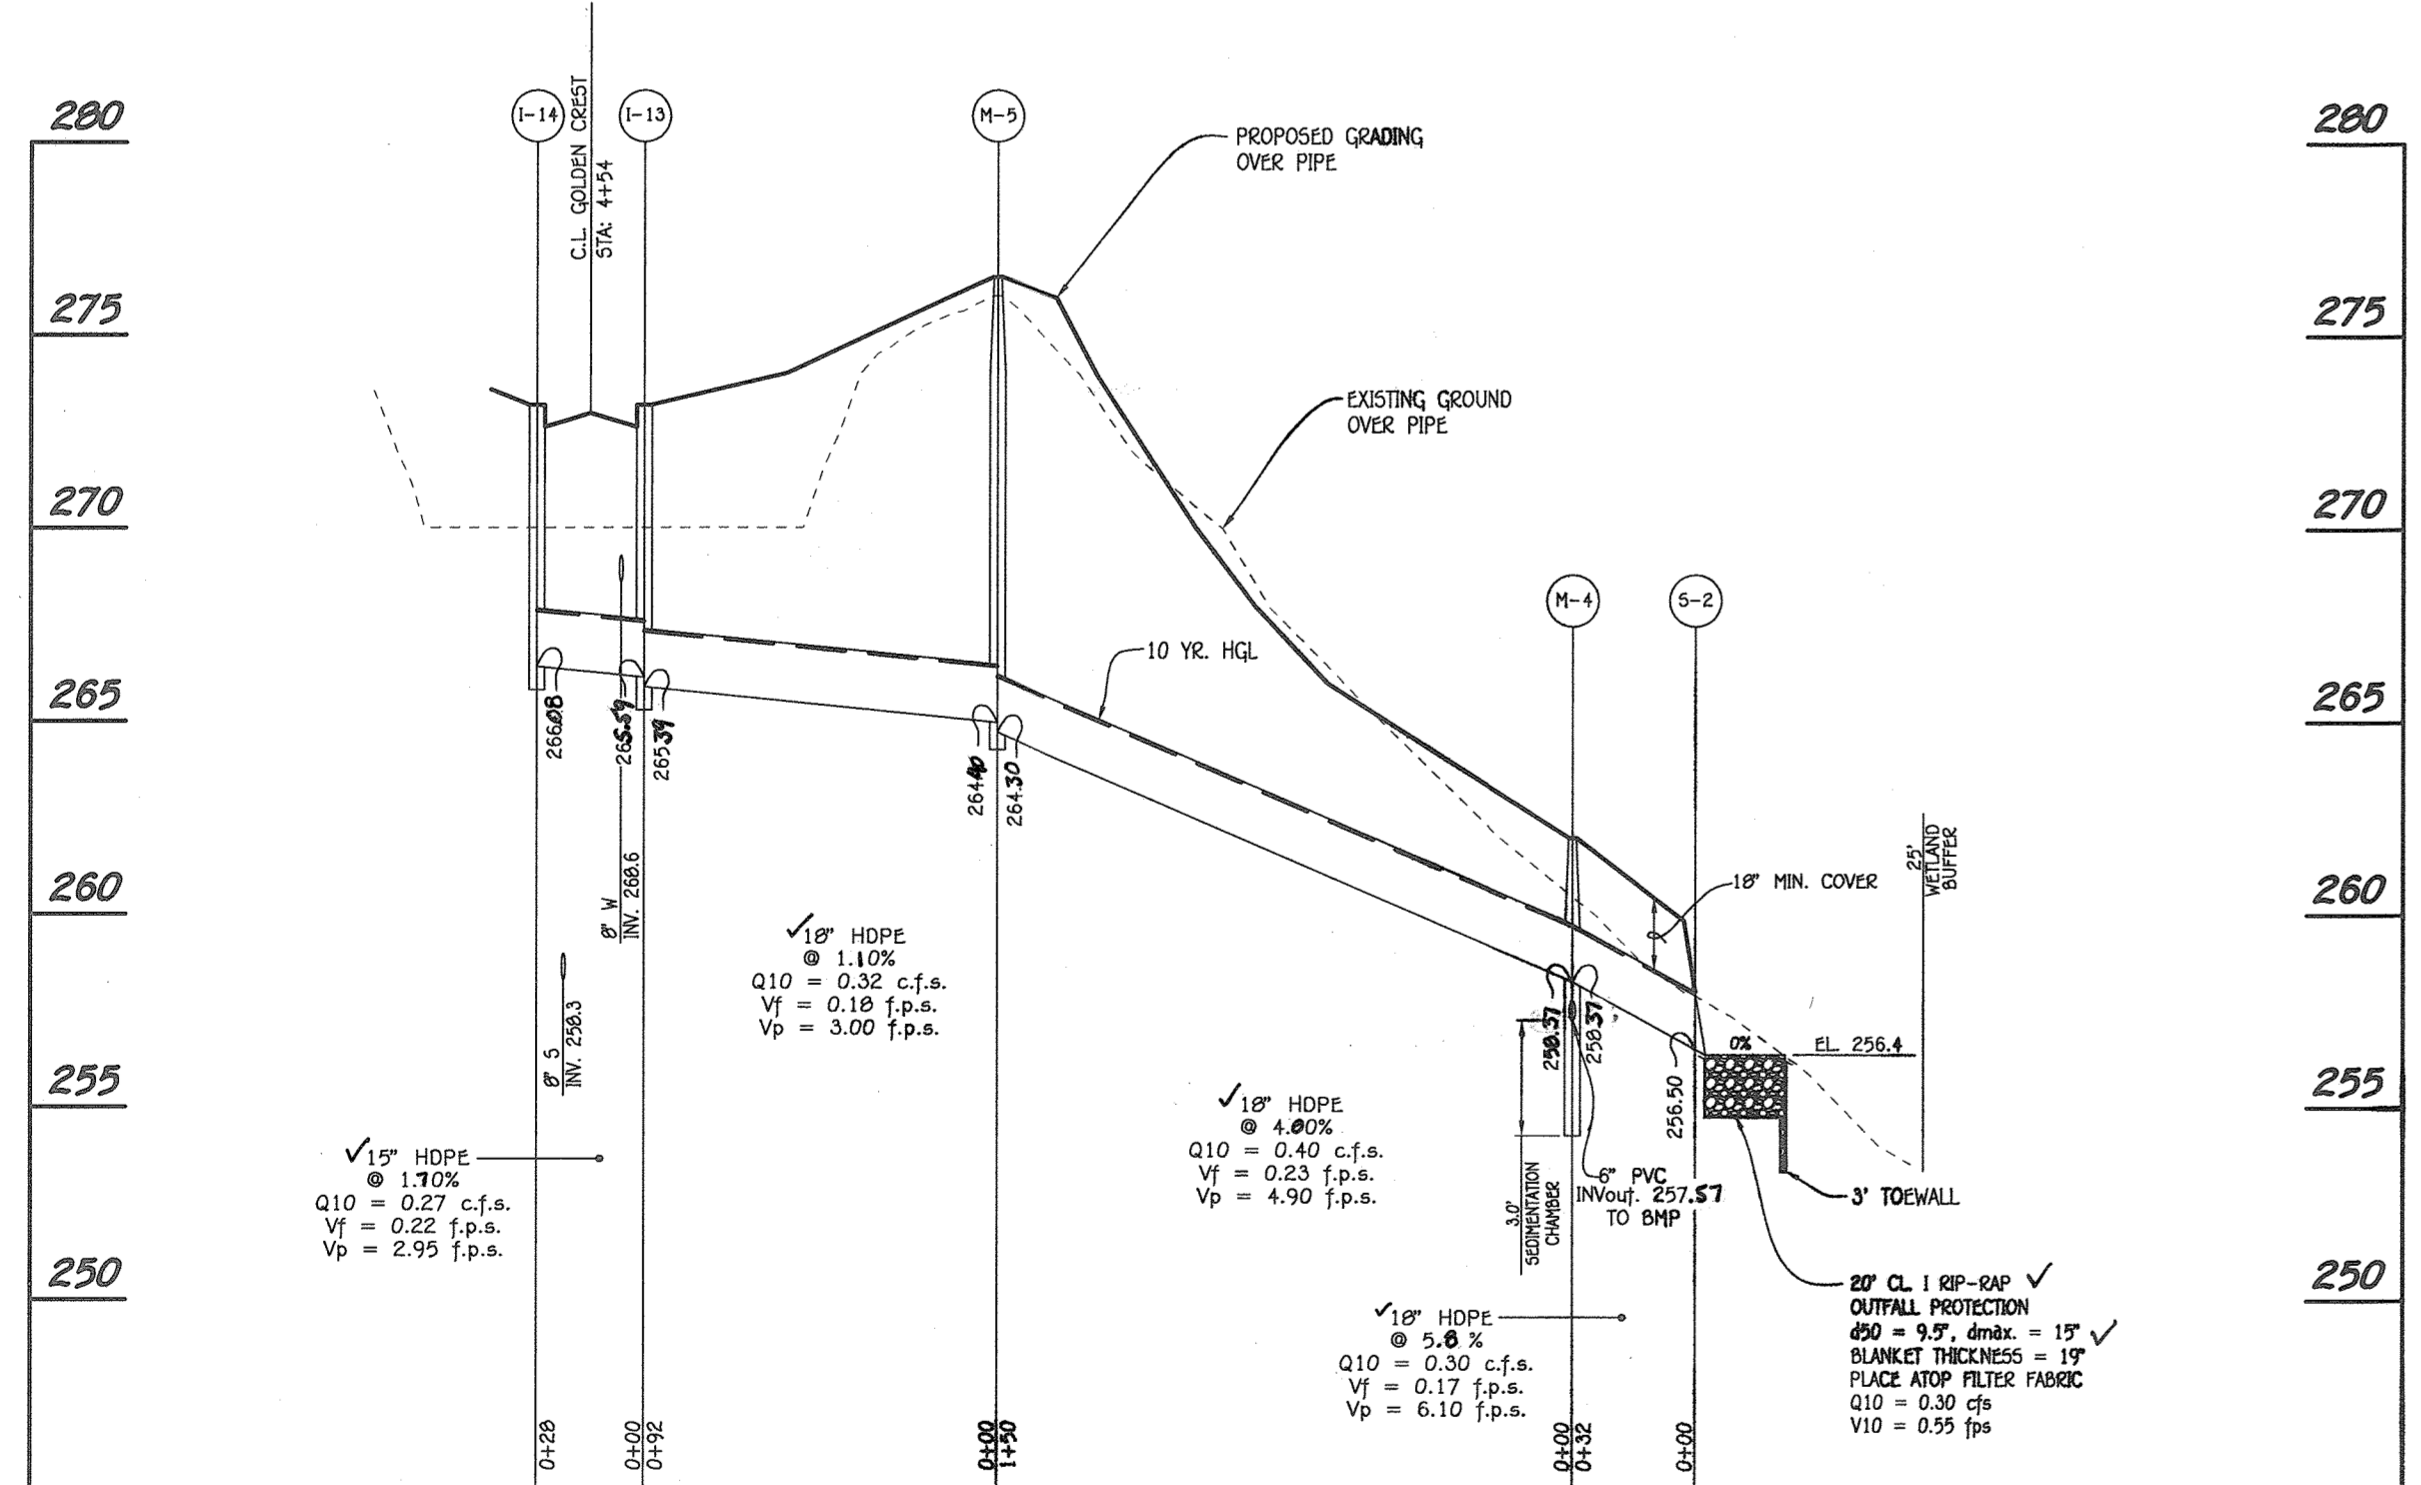 280
275
270
265
260
255
250
I-14
I-13
M-5
C.L. GOLDEN CREST
STA: 4+54
PROPOSED GRADING
OVER PIPE
EXISTING GROUND
OVER PIPE
10 YR. HGL
M-4
S-2
266.08
265.59
265.39
264.40
264.30
8" W
INV. 268.6
8" S
INV. 258.3
✓18" HDPE
@ 1.10%
Q10 = 0.32 c.f.s.
Vf = 0.18 f.p.s.
Vp = 3.00 f.p.s.
✓15" HDPE
@ 1.70%
Q10 = 0.27 c.f.s.
Vf = 0.22 f.p.s.
Vp = 2.95 f.p.s.
✓18" HDPE
@ 4.00%
Q10 = 0.40 c.f.s.
Vf = 0.23 f.p.s.
Vp = 4.90 f.p.s.
✓18" HDPE
@ 5.8 %
Q10 = 0.30 c.f.s.
Vf = 0.17 f.p.s.
Vp = 6.10 f.p.s.
18" MIN. COVER
25'
WETLAND
BUFFER
258.37
258.37
256.50
0%
EL. 256.4
3.0'
SEDIMENTATION
CHAMBER
6" PVC
INVout. 257.57
TO BMP
3' TOEWALL
20' CL. I RIP-RAP ✓
OUTFALL PROTECTION
d50 = 9.5", dmax. = 15" ✓
BLANKET THICKNESS = 19"
PLACE ATOP FILTER FABRIC
Q10 = 0.30 cfs
V10 = 0.55 fps
0+28
0+00
0+92
0+00
1+50
0+00
0+32
0+00
280
275
270
265
260
255
250